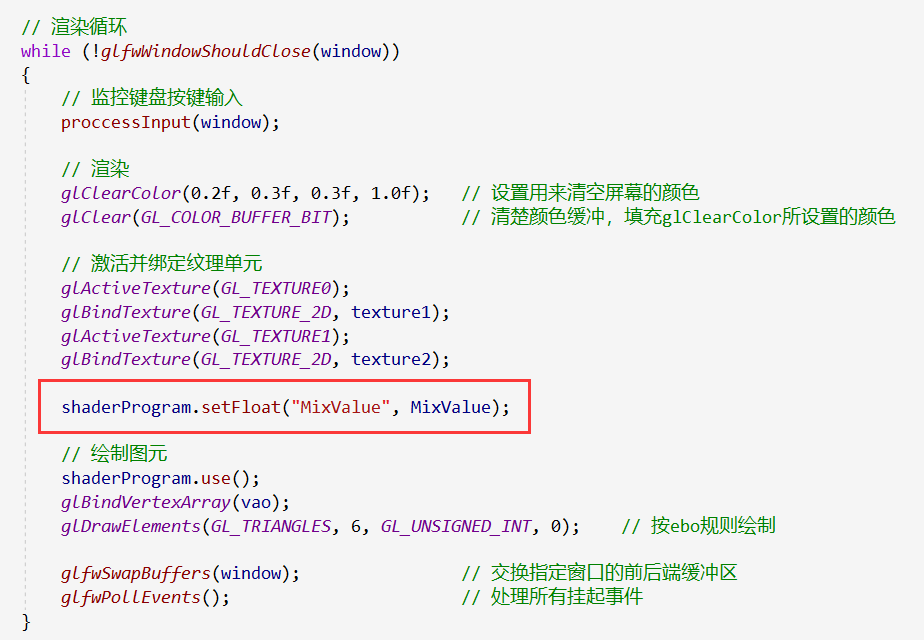 // 渲染循环
while (!glfwWindowShouldClose(window))
{
// 监控键盘按键输入
proccessInput(window);
// 渲染
glClearColor(0.2f, 0.3f, 0.3f, 1.0f); // 设置用来清空屏幕的颜色
glClear(GL_COLOR_BUFFER_BIT); // 清楚颜色缓冲，填充glClearColor所设置的颜色
// 激活并绑定纹理单元
glActiveTexture(GL_TEXTURE0);
glBindTexture(GL_TEXTURE_2D, texture1);
glActiveTexture(GL_TEXTURE1);
glBindTexture(GL_TEXTURE_2D, texture2);
shaderProgram.setFloat("MixValue", MixValue);
// 绘制图元
shaderProgram.use();
glBindVertexArray(vao);
glDrawElements(GL_TRIANGLES, 6, GL_UNSIGNED_INT, 0); // 按ebo规则绘制
glfwSwapBuffers(window); // 交换指定窗口的前后端缓冲区
glfwPollEvents(); // 处理所有挂起事件
}